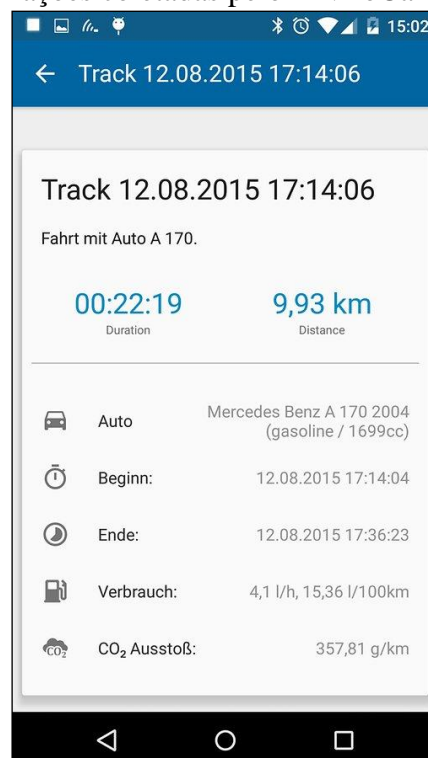 15:02
Track 12.08.2015 17:14:06
Track 12.08.2015 17:14:06
Fahrt mit Auto A 170.
00:22:19 9,93 km
Duration Distance
Auto Mercedes Benz A 170 2004
(gasoline / 1699cc)
Beginn: 12.08.2015 17:14:04
Ende: 12.08.2015 17:36:23
Verbrauch: 4,1 l/h, 15,36 l/100km
CO₂ CO₂ Ausstoß: 357,81 g/km